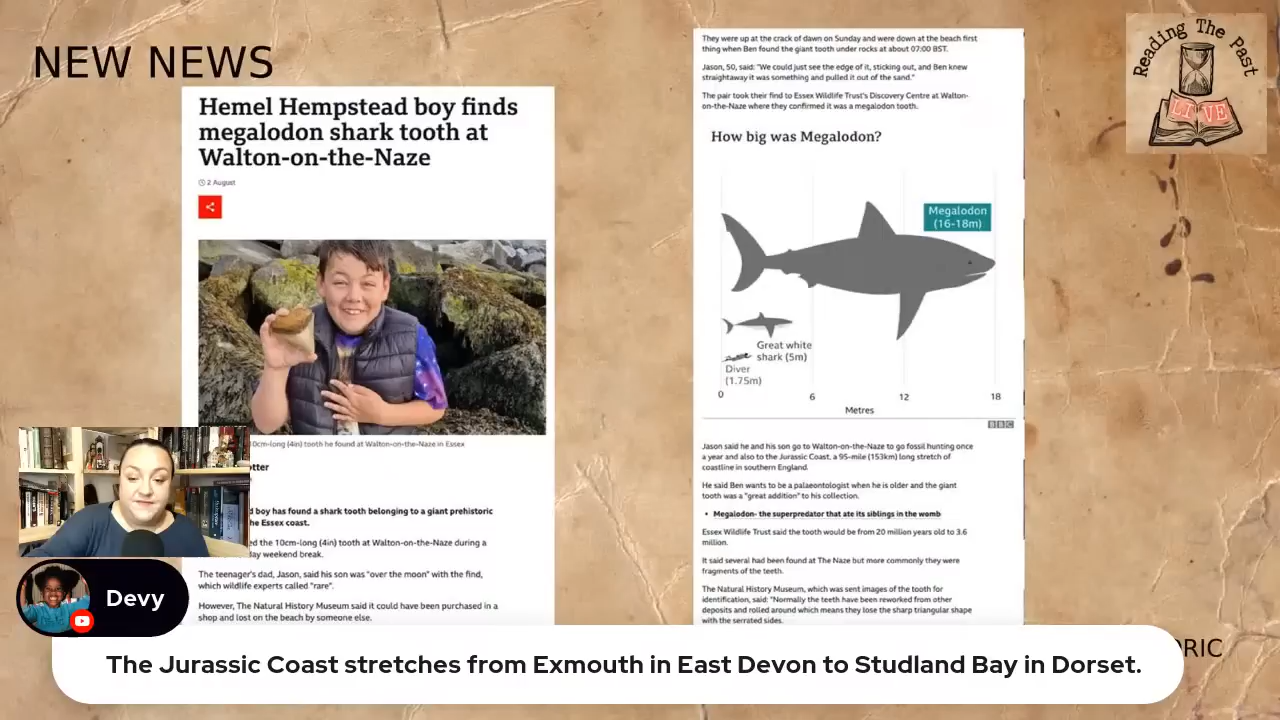 NEW NEWS
Hemel Hempstead boy finds
megalodon shark tooth at
Walton-on-the-Naze
2 August
0cm-long (4in) tooth he found at Walton-on-the-Naze in Essex
tter
d boy has found a shark tooth belonging to a giant prehistoric
he Essex coast.
ed the 10cm-long (4in) tooth at Walton-on-the-Naze during a
ay weekend break.
The teenager's dad, Jason, said his son was "over the moon" with the find,
which wildlife experts called "rare".
However, The Natural History Museum said it could have been purchased in a
shop and lost on the beach by someone else.
They were up at the crack of dawn on Sunday and were down at the beach first
thing when Ben found the giant tooth under rocks at about 07:00 BST.
Jason, 50, said: "We could just see the edge of it, sticking out, and Ben knew
straightaway it was something and pulled it out of the sand."
The pair took their find to Essex Wildlife Trust's Discovery Centre at Walton-
on-the-Naze where they confirmed it was a megalodon tooth.
How big was Megalodon?
Megalodon
(16-18m)
Great white
shark (5m)
Diver
(1.75m)
0 6 12 18
Metres
BBC
Jason said he and his son go to Walton-on-the-Naze to go fossil hunting once
a year and also to the Jurassic Coast, a 95-mile (153km) long stretch of
coastline in southern England.
He said Ben wants to be a palaeontologist when he is older and the giant
tooth was a "great addition" to his collection.
• Megalodon- the superpredator that ate its siblings in the womb
Essex Wildlife Trust said the tooth would be from 20 million years old to 3.6
million.
It said several had been found at The Naze but more commonly they were
fragments of the teeth.
The Natural History Museum, which was sent images of the tooth for
identification, said: "Normally the teeth have been reworked from other
deposits and rolled around which means they lose the sharp triangular shape
with the serrated sides.
Reading The Past
LIVE
ORIC
Devy
The Jurassic Coast stretches from Exmouth in East Devon to Studland Bay in Dorset.